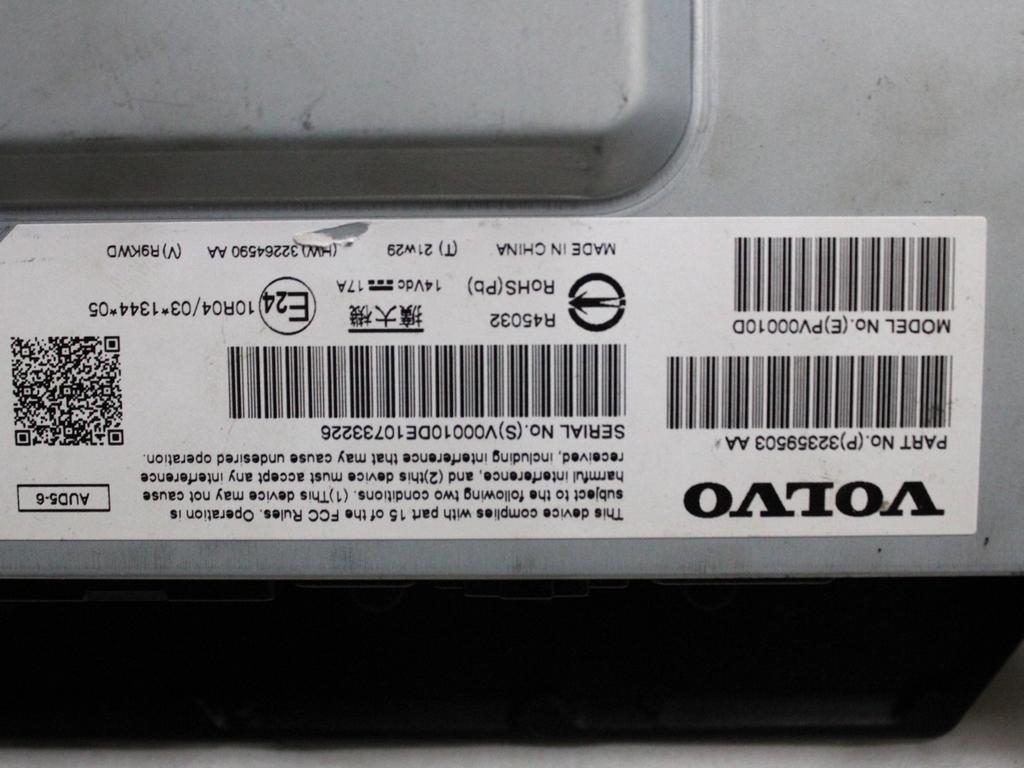 VOLVO
PART No.(P)32359503 AA
MODEL No.(E)PV00010D
This device complies with part 15 of the FCC Rules. Operation is
subject to the following two conditions. (1)This device may not cause
harmful interference, and (2)this device must accept any interference
received, including interference that may cause undesired operation.
AUD5-6
SERIAL No.(S)V000010DE10733226
R45032
RoHS(Pb)
擴大機
14Vdc 17A
E24
10R04/03*1344*05
MADE IN CHINA
(T) 21w29
(HW)32264590 AA
(V) R9KWD